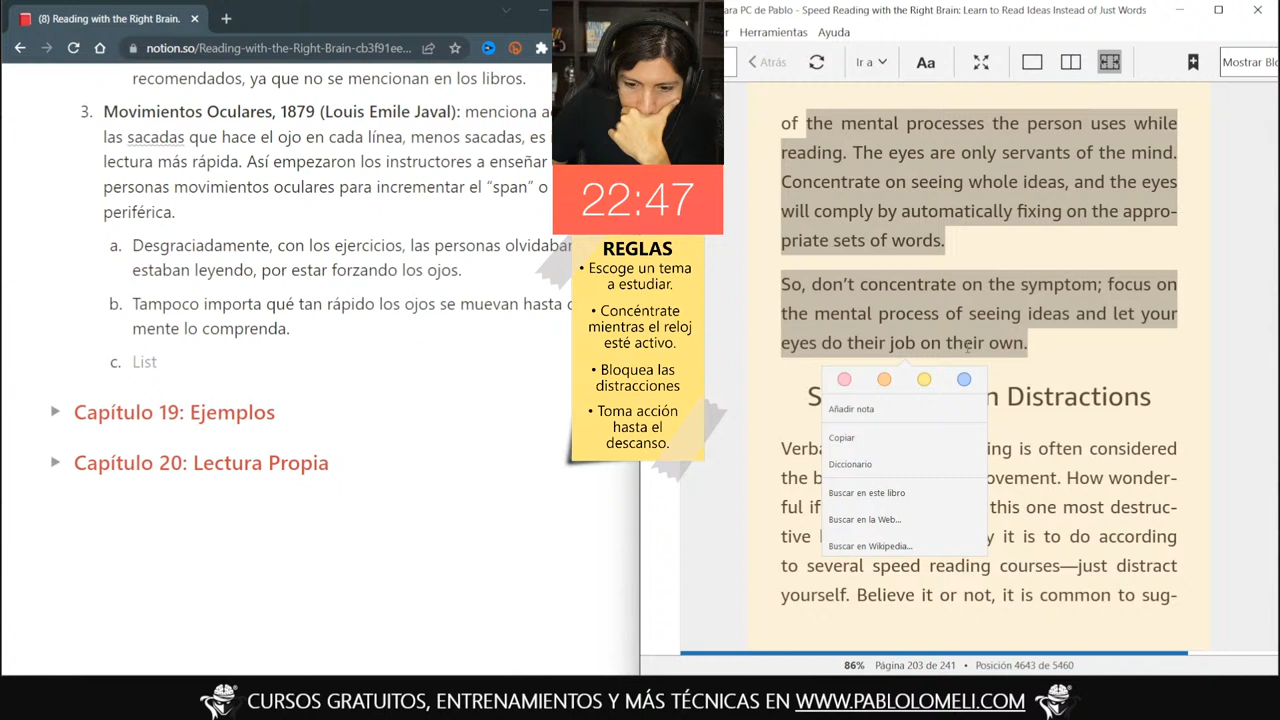 (8) Reading with the Right Brain.
notion.so/Reading-with-the-Right-Brain-cb3f91ee...
recomendados, ya que no se mencionan en los libros.
3. Movimientos Oculares, 1879 (Louis Emile Javal): menciona
las sacadas que hace el ojo en cada línea, menos sacadas, es
lectura más rápida. Así empezaron los instructores a enseñar
personas movimientos oculares para incrementar el “span” o
periférica.
a. Desgraciadamente, con los ejercicios, las personas olvidaban
estaban leyendo, por estar forzando los ojos.
b. Tampoco importa qué tan rápido los ojos se muevan hasta
mente lo comprenda.
c. List
Capítulo 19: Ejemplos
Capítulo 20: Lectura Propia
22:47
REGLAS
• Escoge un tema
a estudiar.
• Concéntrate
mientras el reloj
esté activo.
• Bloquea las
distracciones
• Toma acción
hasta el
descanso.
ara PC de Pablo - Speed Reading with the Right Brain: Learn to Read Ideas Instead of Just Words
Herramientas Ayuda
Atrás Ir a Aa Mostrar Blo
of the mental processes the person uses while
reading. The eyes are only servants of the mind.
Concentrate on seeing whole ideas, and the eyes
will comply by automatically fixing on the appro-
priate sets of words.
So, don’t concentrate on the symptom; focus on
the mental process of seeing ideas and let your
eyes do their job on their own.
S n Distractions
Verba ing is often considered
the b ovement. How wonder-
ful if this one most destruc-
tive y it is to do according
to several speed reading courses—just distract
yourself. Believe it or not, it is common to sug-
Añadir nota
Copiar
Diccionario
Buscar en este libro
Buscar en la Web...
Buscar en Wikipedia...
86% Página 203 de 241 • Posición 4643 de 5460
CURSOS GRATUITOS, ENTRENAMIENTOS Y MÁS TÉCNICAS EN WWW.PABLOLOMELI.COM